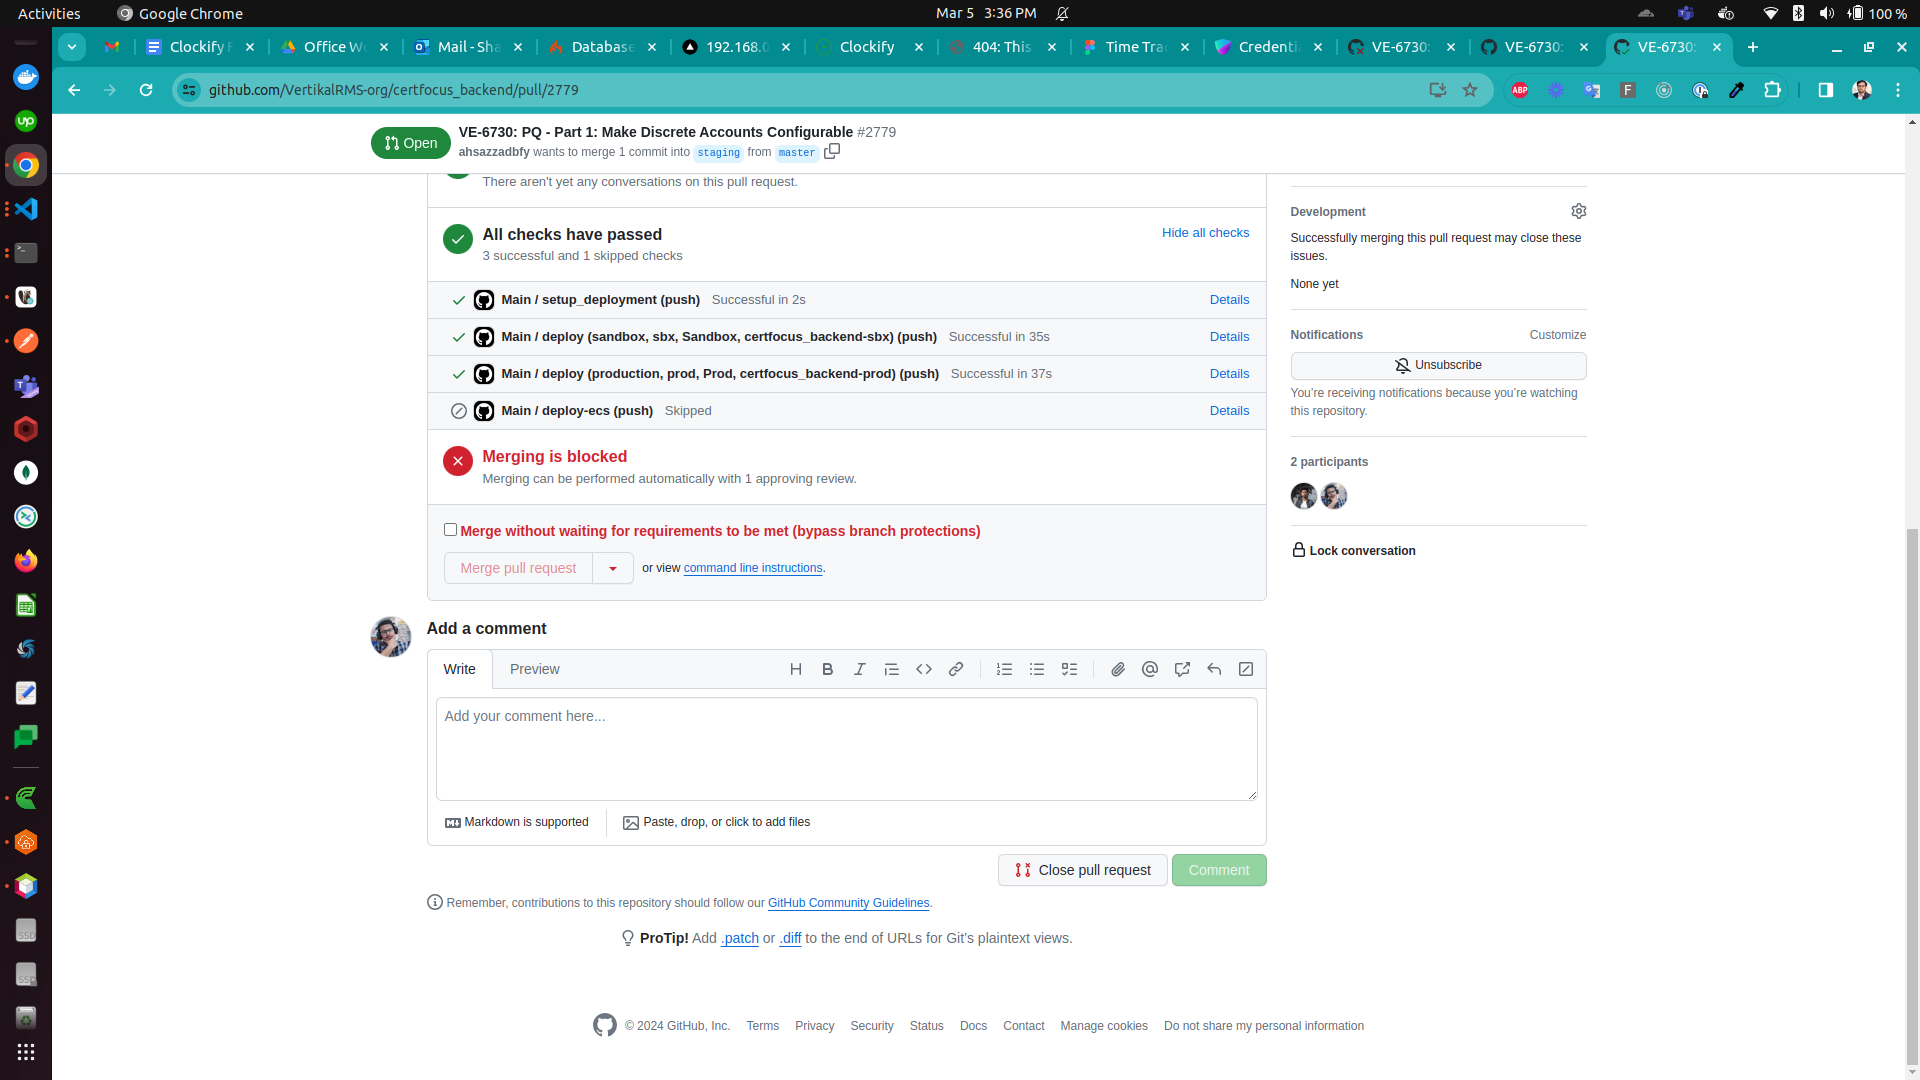 Activities
Google Chrome
Mar 5 3:36 PM
100 %
Clockify
Office W
Mail - Sha
Database
192.168.0
Clockify
404: This
Time Trac
Credenti
VE-6730:
VE-6730:
VE-6730:
github.com/VertikalRMS-org/certfocus_backend/pull/2779
ABP
F
Open
VE-6730: PQ - Part 1: Make Discrete Accounts Configurable #2779
ahsazzadbfy wants to merge 1 commit into staging from master
There aren't yet any conversations on this pull request.
All checks have passed
3 successful and 1 skipped checks
Hide all checks
Main / setup_deployment (push) Successful in 2s Details
Main / deploy (sandbox, sbx, Sandbox, certfocus_backend-sbx) (push) Successful in 35s Details
Main / deploy (production, prod, Prod, certfocus_backend-prod) (push) Successful in 37s Details
Main / deploy-ecs (push) Skipped Details
Merging is blocked
Merging can be performed automatically with 1 approving review.
Merge without waiting for requirements to be met (bypass branch protections)
Merge pull request
or view command line instructions.
Add a comment
Write
Preview
Add your comment here...
Markdown is supported
Paste, drop, or click to add files
Close pull request
Comment
Remember, contributions to this repository should follow our GitHub Community Guidelines.
ProTip! Add .patch or .diff to the end of URLs for Git's plaintext views.
Development
Successfully merging this pull request may close these
issues.
None yet
Notifications
Customize
Unsubscribe
You're receiving notifications because you're watching
this repository.
2 participants
Lock conversation
© 2024 GitHub, Inc.
Terms
Privacy
Security
Status
Docs
Contact
Manage cookies
Do not share my personal information